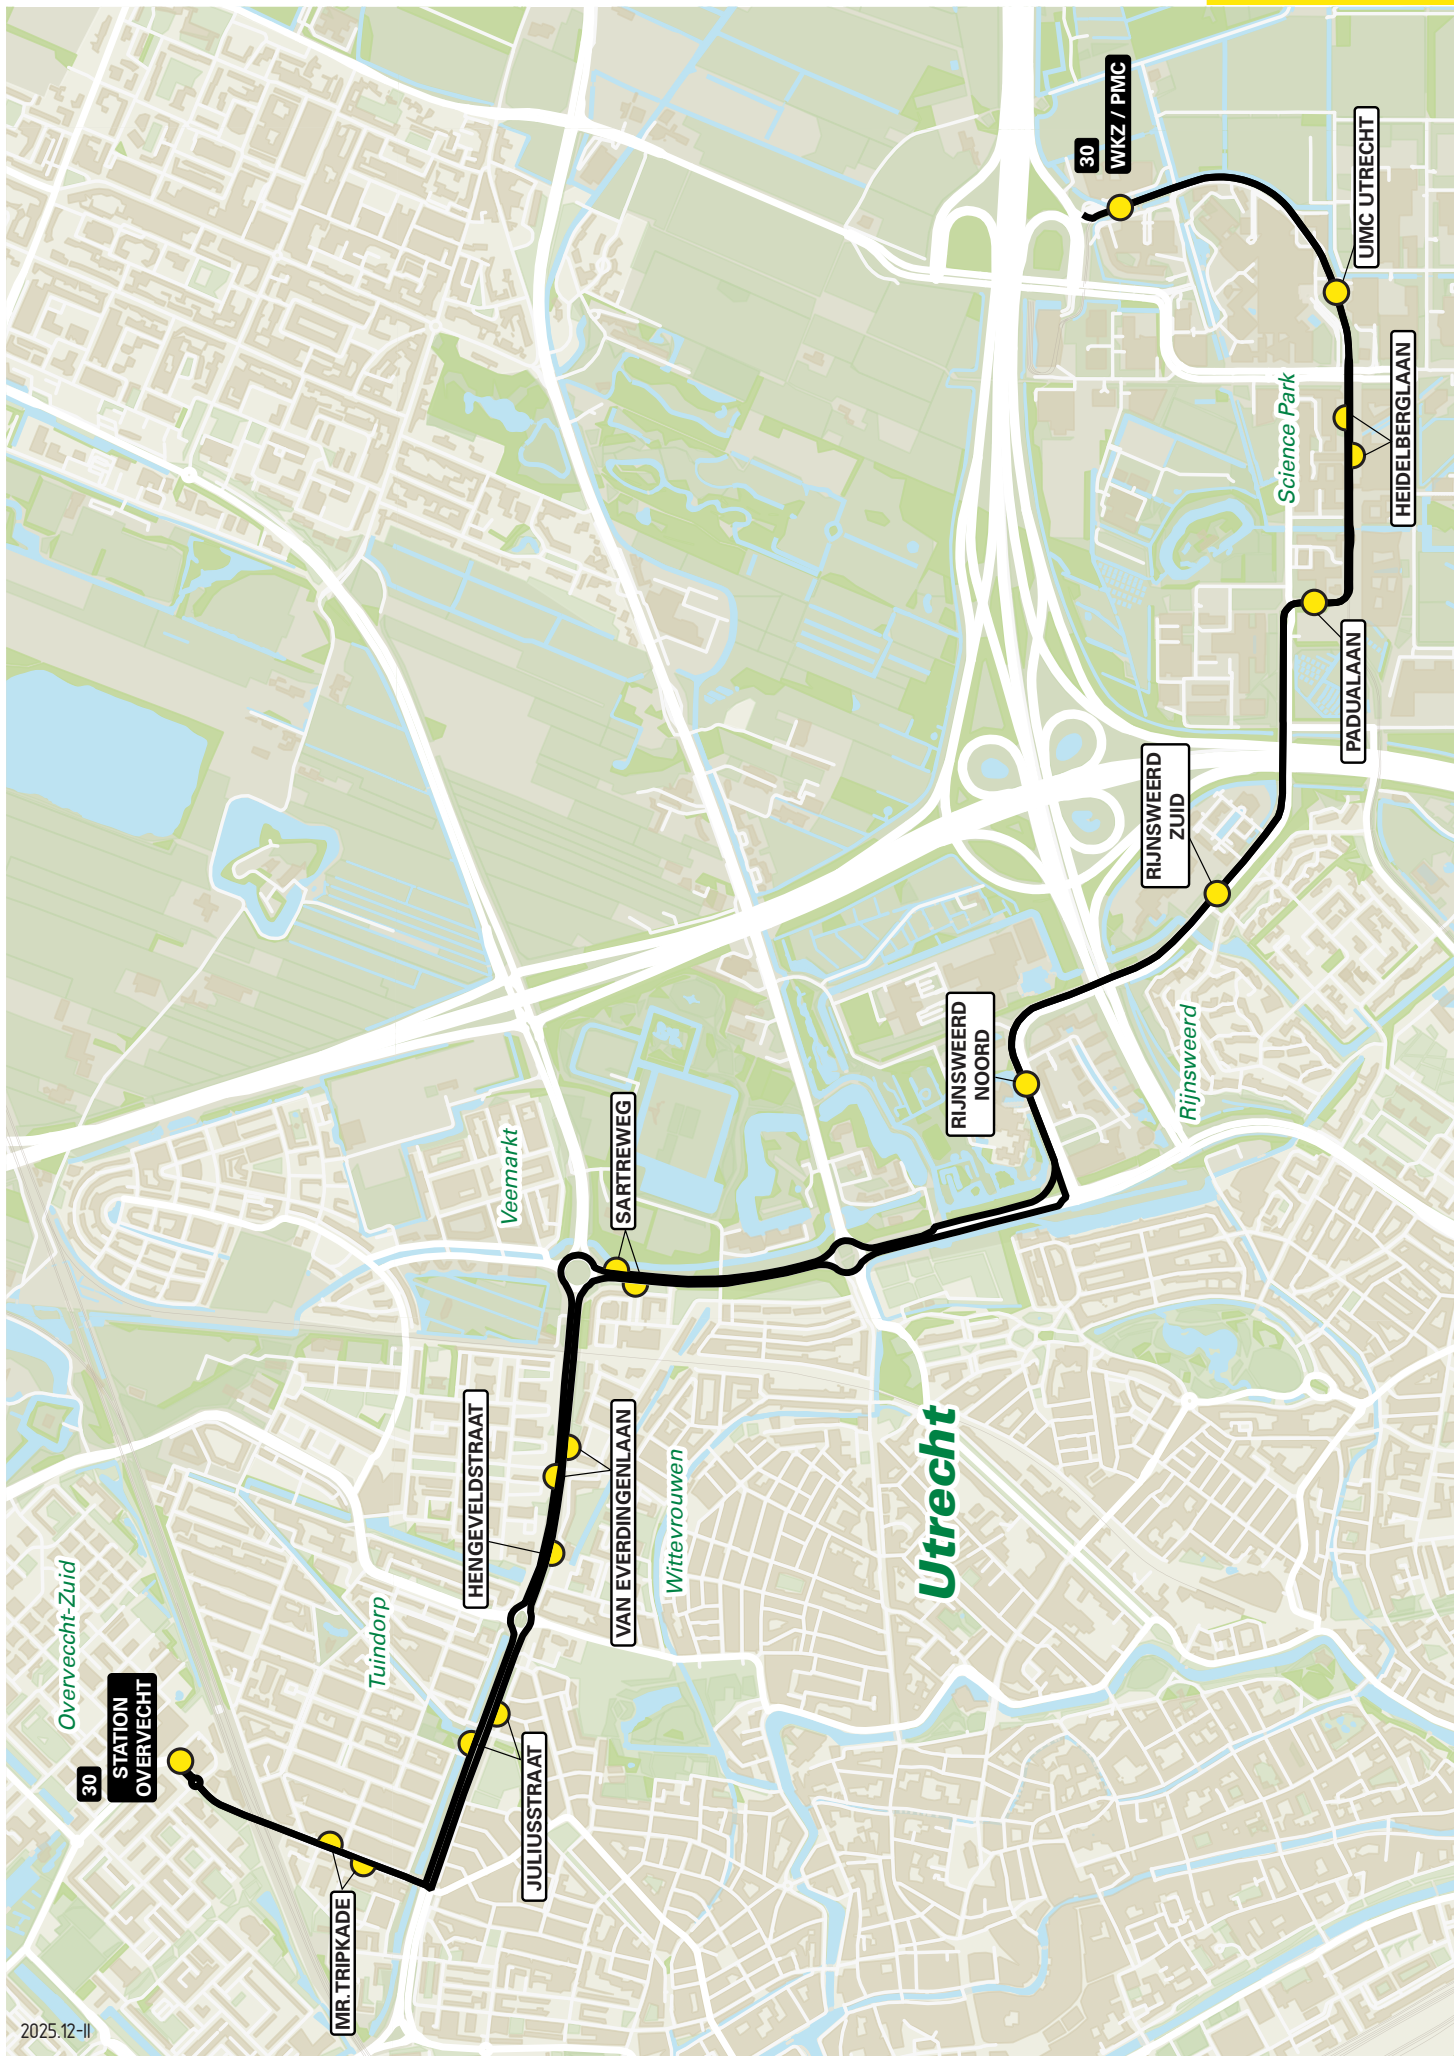 30
STATION
OVERVECHT
Overvecht-Zuid
MR. TRIPKADE
Tuindorp
JULIUSSTRAAT
HENGEVELDSTRAAT
VAN EVERDINGENLAAN
Wittevrouwen
Veemarkt
SARTREWEG
Utrecht
RIJNSWEERD
NOORD
Rijnsweerd
RIJNSWEERD
ZUID
PADUALAAN
Science Park
HEIDELBERGLAAN
UMC UTRECHT
30
WKZ / PMC
2025.12-II